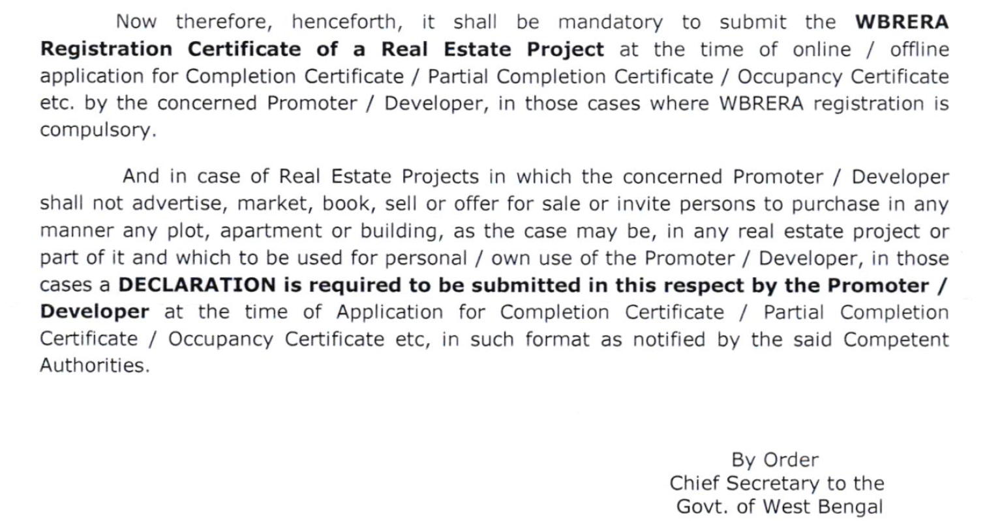 Now therefore, henceforth, it shall be mandatory to submit the WBRERA
Registration Certificate of a Real Estate Project at the time of online / offline
application for Completion Certificate / Partial Completion Certificate / Occupancy Certificate
etc. by the concerned Promoter / Developer, in those cases where WBRERA registration is
compulsory.
And in case of Real Estate Projects in which the concerned Promoter / Developer
shall not advertise, market, book, sell or offer for sale or invite persons to purchase in any
manner any plot, apartment or building, as the case may be, in any real estate project or
part of it and which to be used for personal / own use of the Promoter / Developer, in those
cases a DECLARATION is required to be submitted in this respect by the Promoter /
Developer at the time of Application for Completion Certificate / Partial Completion
Certificate / Occupancy Certificate etc, in such format as notified by the said Competent
Authorities.
By Order
Chief Secretary to the
Govt. of West Bengal